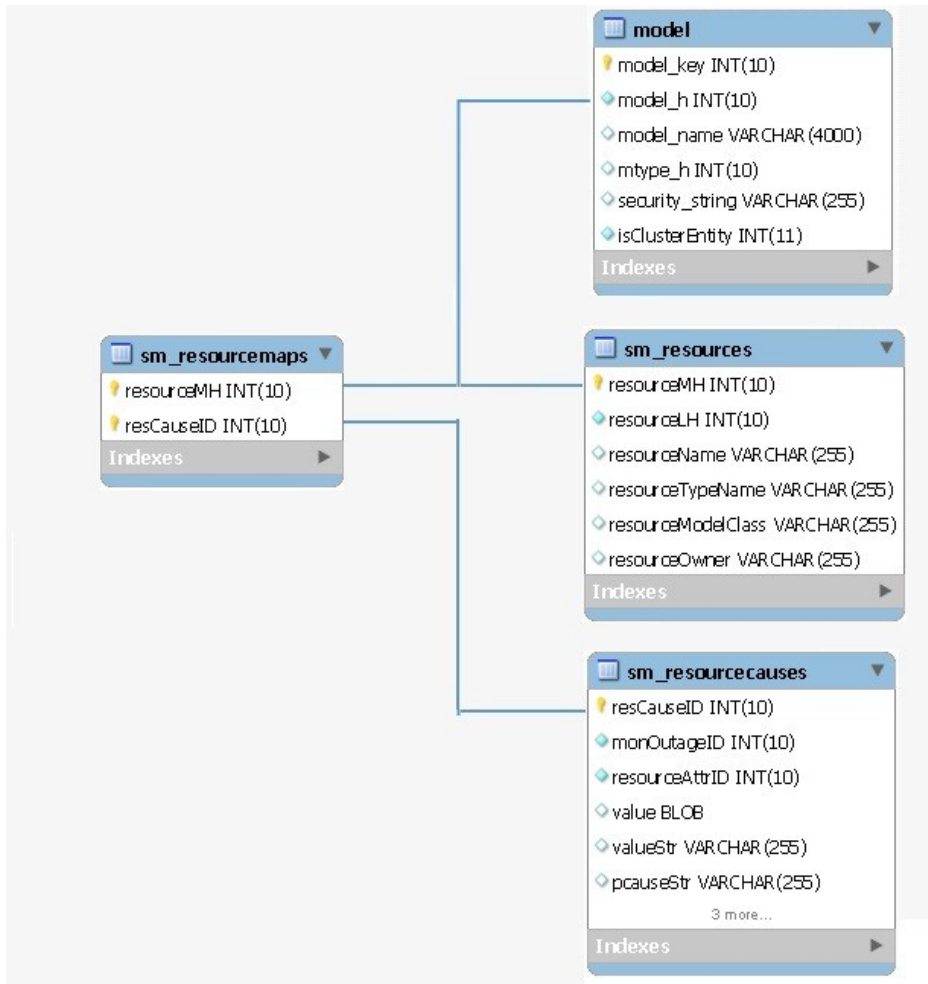 model
model_key INT(10)
model_h INT(10)
model_name VARCHAR(4000)
mtype_h INT(10)
security_string VARCHAR(255)
isClusterEntity INT(11)
Indexes
sm_resourcemaps
resourceMH INT(10)
resCauseID INT(10)
Indexes
sm_resources
resourceMH INT(10)
resourceLH INT(10)
resourceName VARCHAR(255)
resourceTypeName VARCHAR(255)
resourceModelClass VARCHAR(255)
resourceOwner VARCHAR(255)
Indexes
sm_resourcecauses
resCauseID INT(10)
monOutageID INT(10)
resourceAttrID INT(10)
value BLOB
valueStr VARCHAR(255)
pcauseStr VARCHAR(255)
3 more...
Indexes